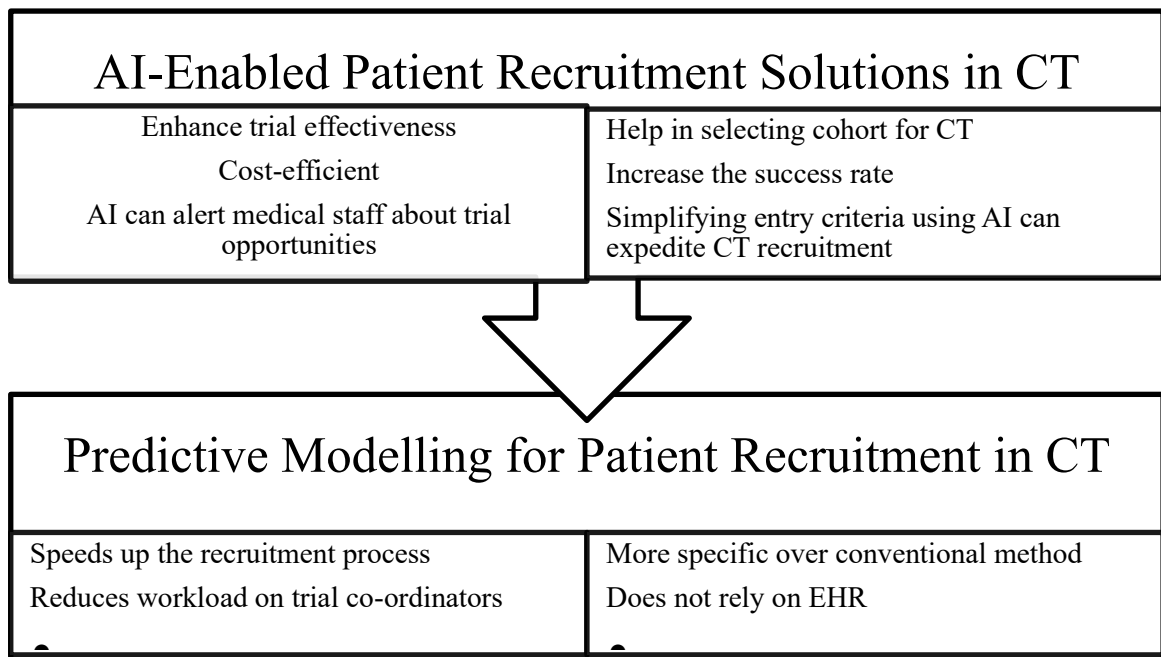 AI-Enabled Patient Recruitment Solutions in CT
Enhance trial effectiveness
Cost-efficient
AI can alert medical staff about trial
opportunities
Help in selecting cohort for CT
Increase the success rate
Simplifying entry criteria using AI can
expedite CT recruitment
Predictive Modelling for Patient Recruitment in CT
Speeds up the recruitment process
Reduces workload on trial co-ordinators
•
More specific over conventional method
Does not rely on EHR
•